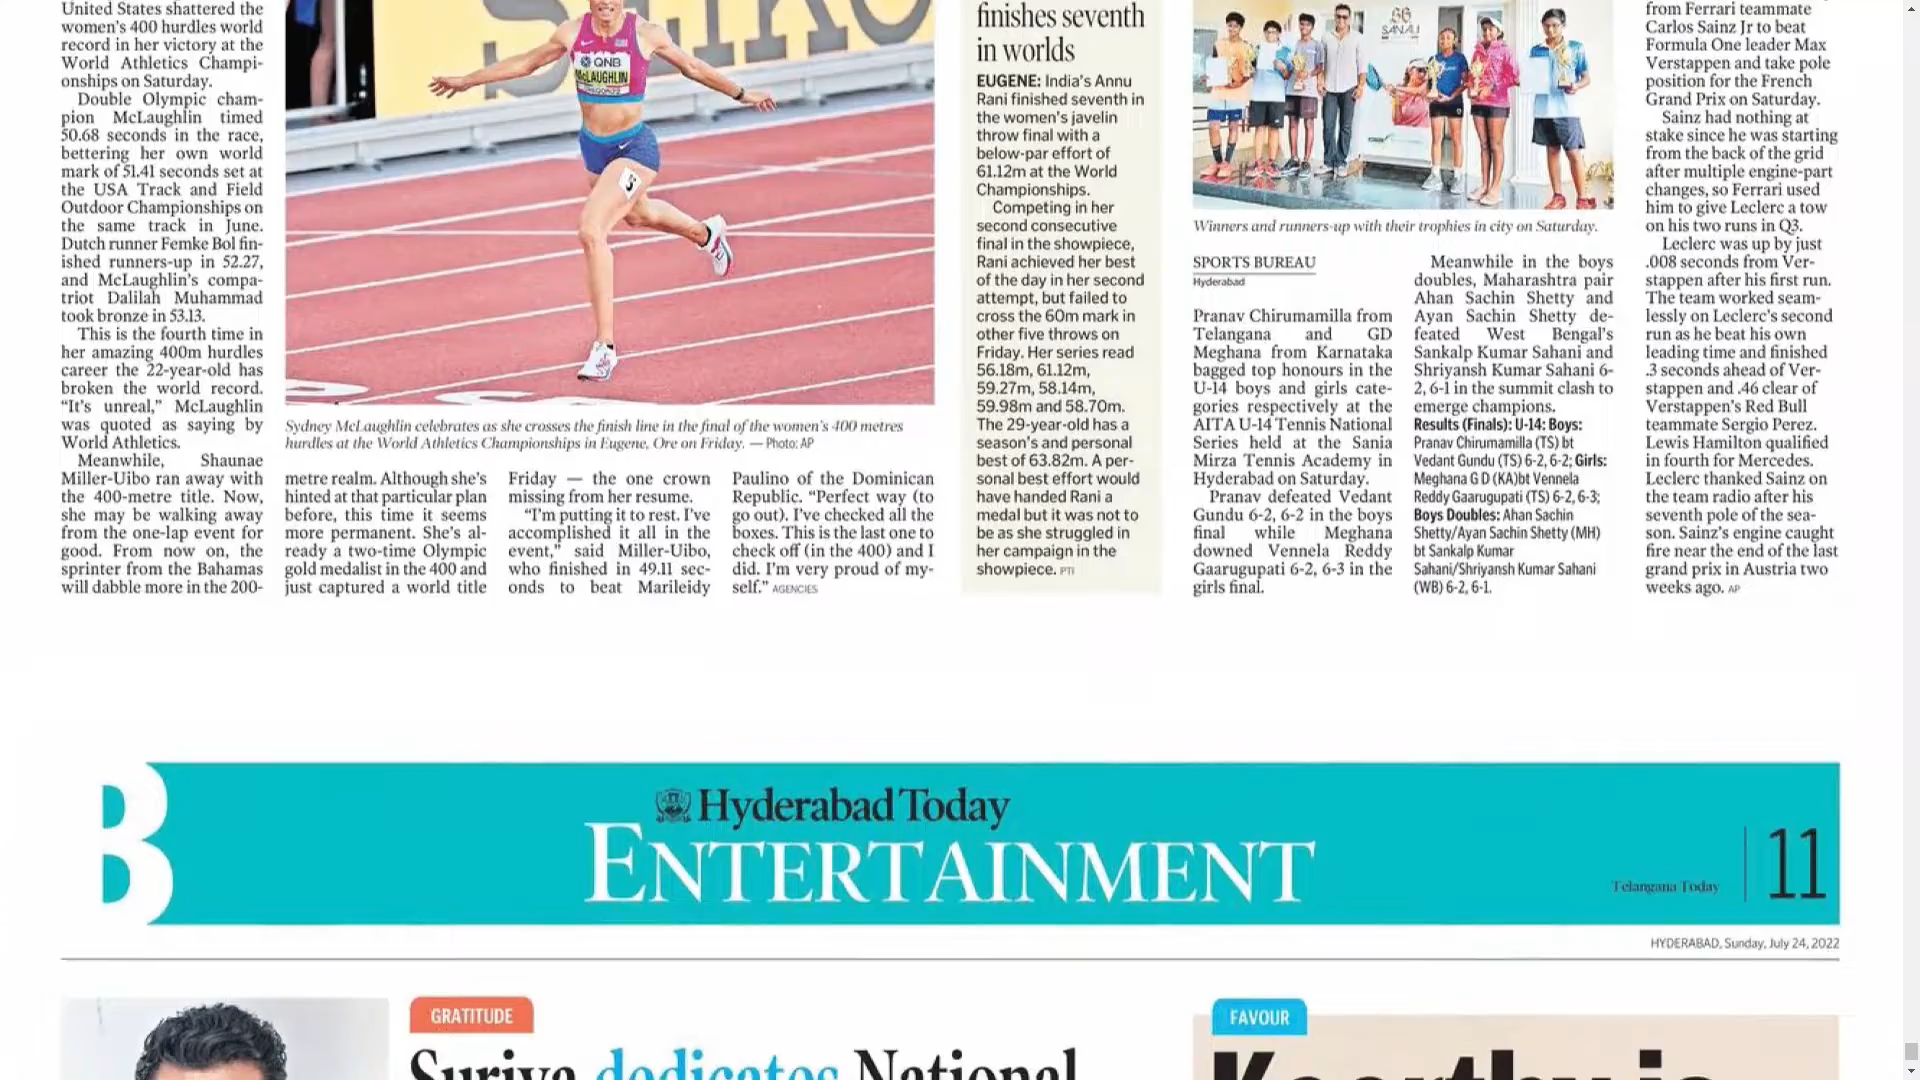 United States shattered the
women's 400 hurdles world
record in her victory at the
World Athletics Champi-
onships on Saturday.
Double Olympic cham-
pion McLaughlin timed
50.68 seconds in the race,
bettering her own world
mark of 51.41 seconds set at
the USA Track and Field
Outdoor Championships on
the same track in June.
Dutch runner Femke Bol fin-
ished runners-up in 52.27,
and McLaughlin's compa-
triot Dalilah Muhammad
took bronze in 53.13.
This is the fourth time in
her amazing 400m hurdles
career the 22-year-old has
broken the world record.
“It's unreal,” McLaughlin
was quoted as saying by
World Athletics.
Meanwhile, Shaunae
Miller-Uibo ran away with
the 400-metre title. Now,
she may be walking away
from the one-lap event for
good. From now on, the
sprinter from the Bahamas
will dabble more in the 200-
SEIKO
QNB
McLAUGHLIN
5
Sydney McLaughlin celebrates as she crosses the finish line in the final of the women's 400 metres
hurdles at the World Athletics Championships in Eugene, Ore on Friday. — Photo: AP
metre realm. Although she's
hinted at that particular plan
before, this time it seems
more permanent. She's al-
ready a two-time Olympic
gold medalist in the 400 and
just captured a world title
Friday — the one crown
missing from her resume.
“I'm putting it to rest. I've
accomplished it all in the
event,” said Miller-Uibo,
who finished in 49.11 sec-
onds to beat Marileidy
Paulino of the Dominican
Republic. “Perfect way (to
go out). I've checked all the
boxes. This is the last one to
check off (in the 400) and I
did. I'm very proud of my-
self.” AGENCIES
finishes seventh
in worlds
EUGENE: India's Annu
Rani finished seventh in
the women's javelin
throw final with a
below-par effort of
61.12m at the World
Championships.
Competing in her
second consecutive
final in the showpiece,
Rani achieved her best
of the day in her second
attempt, but failed to
cross the 60m mark in
other five throws on
Friday. Her series read
56.18m, 61.12m,
59.27m, 58.14m,
59.98m and 58.70m.
The 29-year-old has a
season's and personal
best of 63.82m. A per-
sonal best effort would
have handed Rani a
medal but it was not to
be as she struggled in
her campaign in the
showpiece. PTI
Winners and runners-up with their trophies in city on Saturday.
SPORTS BUREAU
Hyderabad
Pranav Chirumamilla from
Telangana and GD
Meghana from Karnataka
bagged top honours in the
U-14 boys and girls cate-
gories respectively at the
AITA U-14 Tennis National
Series held at the Sania
Mirza Tennis Academy in
Hyderabad on Saturday.
Pranav defeated Vedant
Gundu 6-2, 6-2 in the boys
final while Meghana
downed Vennela Reddy
Gaarugupati 6-2, 6-3 in the
girls final.
Meanwhile in the boys
doubles, Maharashtra pair
Ahan Sachin Shetty and
Ayan Sachin Shetty de-
feated West Bengal's
Sankalp Kumar Sahani and
Shriyansh Kumar Sahani 6-
2, 6-1 in the summit clash to
emerge champions.
Results (Finals): U-14: Boys:
Pranav Chirumamilla (TS) bt
Vedant Gundu (TS) 6-2, 6-2; Girls:
Meghana G D (KA)bt Vennela
Reddy Gaarugupati (TS) 6-2, 6-3;
Boys Doubles: Ahan Sachin
Shetty/Ayan Sachin Shetty (MH)
bt Sankalp Kumar
Sahani/Shriyansh Kumar Sahani
(WB) 6-2, 6-1.
from Ferrari teammate
Carlos Sainz Jr to beat
Formula One leader Max
Verstappen and take pole
position for the French
Grand Prix on Saturday.
Sainz had nothing at
stake since he was starting
from the back of the grid
after multiple engine-part
changes, so Ferrari used
him to give Leclerc a tow
on his two runs in Q3.
Leclerc was up by just
.008 seconds from Ver-
stappen after his first run.
The team worked seam-
lessly on Leclerc's second
run as he beat his own
leading time and finished
.3 seconds ahead of Ver-
stappen and .46 clear of
Verstappen's Red Bull
teammate Sergio Perez.
Lewis Hamilton qualified
in fourth for Mercedes.
Leclerc thanked Sainz on
the team radio after his
seventh pole of the sea-
son. Sainz's engine caught
fire near the end of the last
grand prix in Austria two
weeks ago. AP
B
Hyderabad Today
ENTERTAINMENT
Telangana Today
11
HYDERABAD, Sunday, July 24, 2022
GRATITUDE
Suriya dedicates National
FAVOUR
Keerthy is